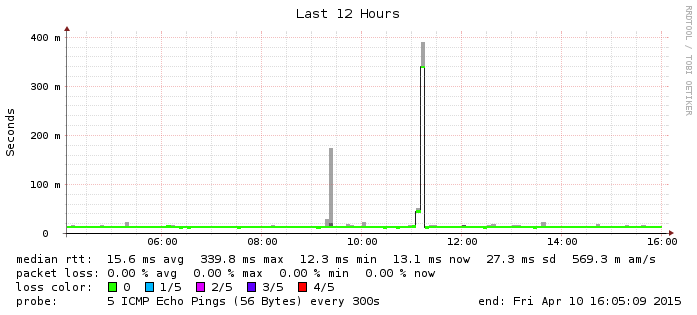 Last 12 Hours
RRDTOOL / TOBI OETIKER
Seconds
400 m
300 m
200 m
100 m
0
06:00 08:00 10:00 12:00 14:00 16:00
median rtt: 15.6 ms avg 339.8 ms max 12.3 ms min 13.1 ms now 27.3 ms sd 569.3 m am/s
packet loss: 0.00 % avg 0.00 % max 0.00 % min 0.00 % now
loss color: 0 1/5 2/5 3/5 4/5
probe: 5 ICMP Echo Pings (56 Bytes) every 300s end: Fri Apr 10 16:05:09 2015